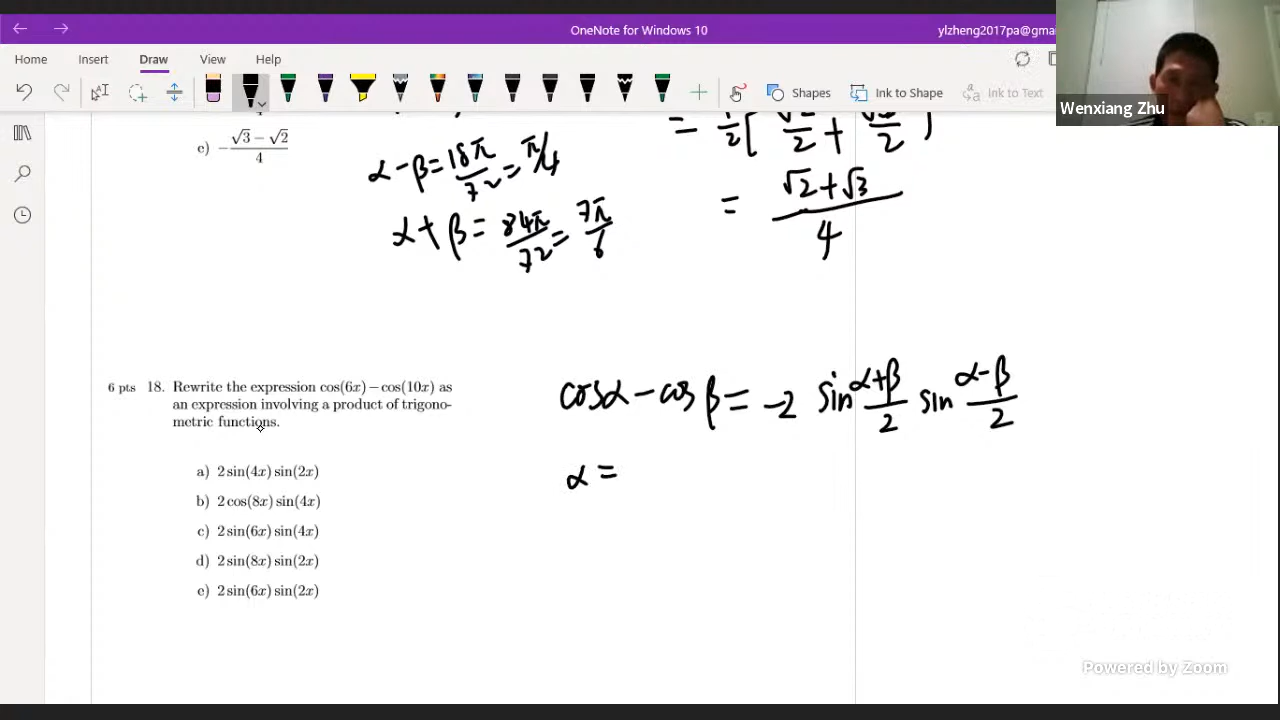 OneNote for Windows 10
ylzheng2017pa@gma
Home Insert Draw View Help
Shapes Ink to Shape Ink to Text
Wenxiang Zhu
e) −(√3 − √2)/4
α − β = 18π/72 = π/4
α + β = 84π/72 = 7π/6
= (√2 + √3)/4
6 pts 18. Rewrite the expression cos(6x) − cos(10x) as
an expression involving a product of trigono-
metric functions.
a) 2 sin(4x) sin(2x)
b) 2 cos(8x) sin(4x)
c) 2 sin(6x) sin(4x)
d) 2 sin(8x) sin(2x)
e) 2 sin(6x) sin(2x)
cosα − cos β = −2 sin (α+β)/2 sin (α−β)/2
α =
Powered by Zoom